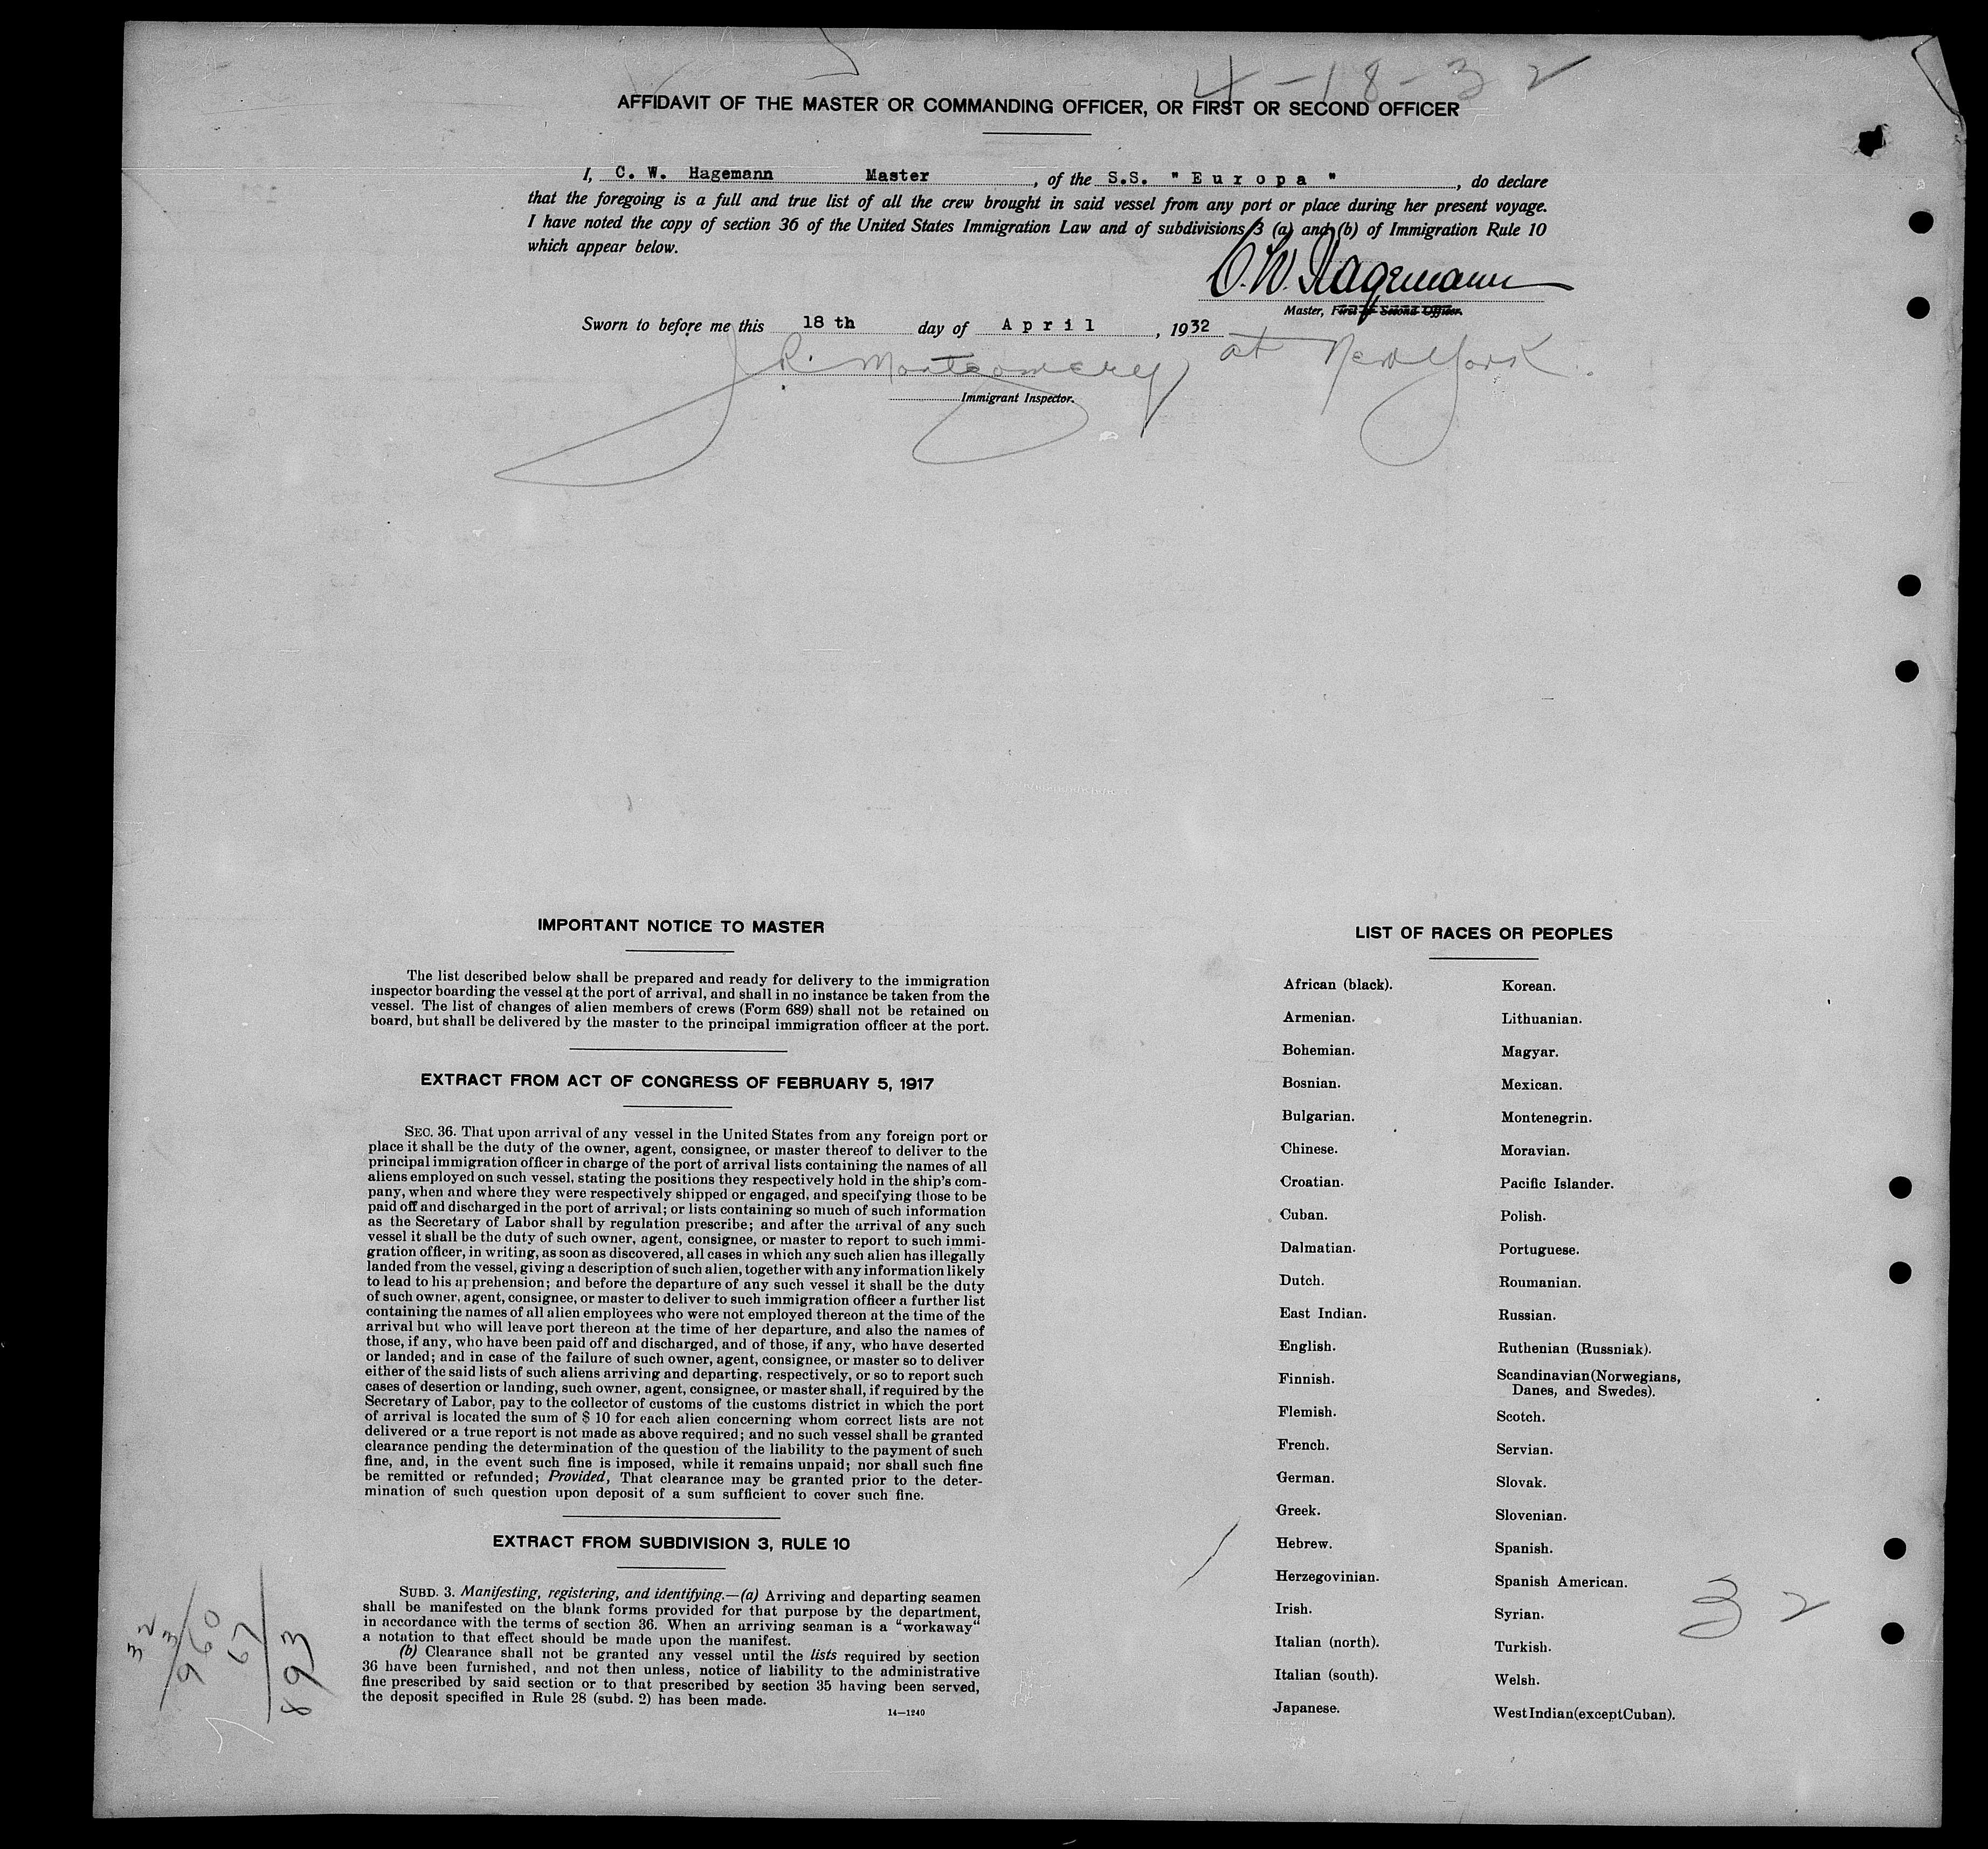 4-18-32
AFFIDAVIT OF THE MASTER OR COMMANDING OFFICER, OR FIRST OR SECOND OFFICER
I, C. W. Hagemann Master, of the S.S. " E u r o p a ", do declare
that the foregoing is a full and true list of all the crew brought in said vessel from any port or place during her present voyage.
I have noted the copy of section 36 of the United States Immigration Law and of subdivisions 3 (a) and (b) of Immigration Rule 10
which appear below.
C. W. Hagemann
Master, First or Second Officer.
Sworn to before me this 18 th day of A p r i l, 1932
J R. Montgomery at New York.
Immigrant Inspector.
IMPORTANT NOTICE TO MASTER
The list described below shall be prepared and ready for delivery to the immigration
inspector boarding the vessel at the port of arrival, and shall in no instance be taken from the
vessel. The list of changes of alien members of crews (Form 689) shall not be retained on
board, but shall be delivered by the master to the principal immigration officer at the port.
EXTRACT FROM ACT OF CONGRESS OF FEBRUARY 5, 1917
SEC. 36. That upon arrival of any vessel in the United States from any foreign port or
place it shall be the duty of the owner, agent, consignee, or master thereof to deliver to the
principal immigration officer in charge of the port of arrival lists containing the names of all
aliens employed on such vessel, stating the positions they respectively hold in the ship's com-
pany, when and where they were respectively shipped or engaged, and specifying those to be
paid off and discharged in the port of arrival; or lists containing so much of such information
as the Secretary of Labor shall by regulation prescribe; and after the arrival of any such
vessel it shall be the duty of such owner, agent, consignee, or master to report to such immi-
gration officer, in writing, as soon as discovered, all cases in which any such alien has illegally
landed from the vessel, giving a description of such alien, together with any information likely
to lead to his apprehension; and before the departure of any such vessel it shall be the duty
of such owner, agent, consignee, or master to deliver to such immigration officer a further list
containing the names of all alien employees who were not employed thereon at the time of the
arrival but who will leave port thereon at the time of her departure, and also the names of
those, if any, who have been paid off and discharged, and of those, if any, who have deserted
or landed; and in case of the failure of such owner, agent, consignee, or master so to deliver
either of the said lists of such aliens arriving and departing, respectively, or so to report such
cases of desertion or landing, such owner, agent, consignee, or master shall, if required by the
Secretary of Labor, pay to the collector of customs of the customs district in which the port
of arrival is located the sum of $ 10 for each alien concerning whom correct lists are not
delivered or a true report is not made as above required; and no such vessel shall be granted
clearance pending the determination of the question of the liability to the payment of such
fine, and, in the event such fine is imposed, while it remains unpaid; nor shall such fine
be remitted or refunded; Provided, That clearance may be granted prior to the deter-
mination of such question upon deposit of a sum sufficient to cover such fine.
EXTRACT FROM SUBDIVISION 3, RULE 10
SUBD. 3. Manifesting, registering, and identifying.—(a) Arriving and departing seamen
shall be manifested on the blank forms provided for that purpose by the department,
in accordance with the terms of section 36. When an arriving seaman is a “workaway“
a notation to that effect should be made upon the manifest.
(b) Clearance shall not be granted any vessel until the lists required by section
36 have been furnished, and not then unless, notice of liability to the administrative
fine prescribed by said section or to that prescribed by section 35 having been served,
the deposit specified in Rule 28 (subd. 2) has been made.
14—1240
LIST OF RACES OR PEOPLES
African (black).
Armenian.
Bohemian.
Bosnian.
Bulgarian.
Chinese.
Croatian.
Cuban.
Dalmatian.
Dutch.
East Indian.
English.
Finnish.
Flemish.
French.
German.
Greek.
Hebrew.
Herzegovinian.
Irish.
Italian (north).
Italian (south).
Japanese.
Korean.
Lithuanian.
Magyar.
Mexican.
Montenegrin.
Moravian.
Pacific Islander.
Polish.
Portuguese.
Roumanian.
Russian.
Ruthenian (Russniak).
Scandinavian (Norwegians,
Danes, and Swedes).
Scotch.
Servian.
Slovak.
Slovenian.
Spanish.
Spanish American.
Syrian.
Turkish.
Welsh.
West Indian (except Cuban).
32
960
67
893